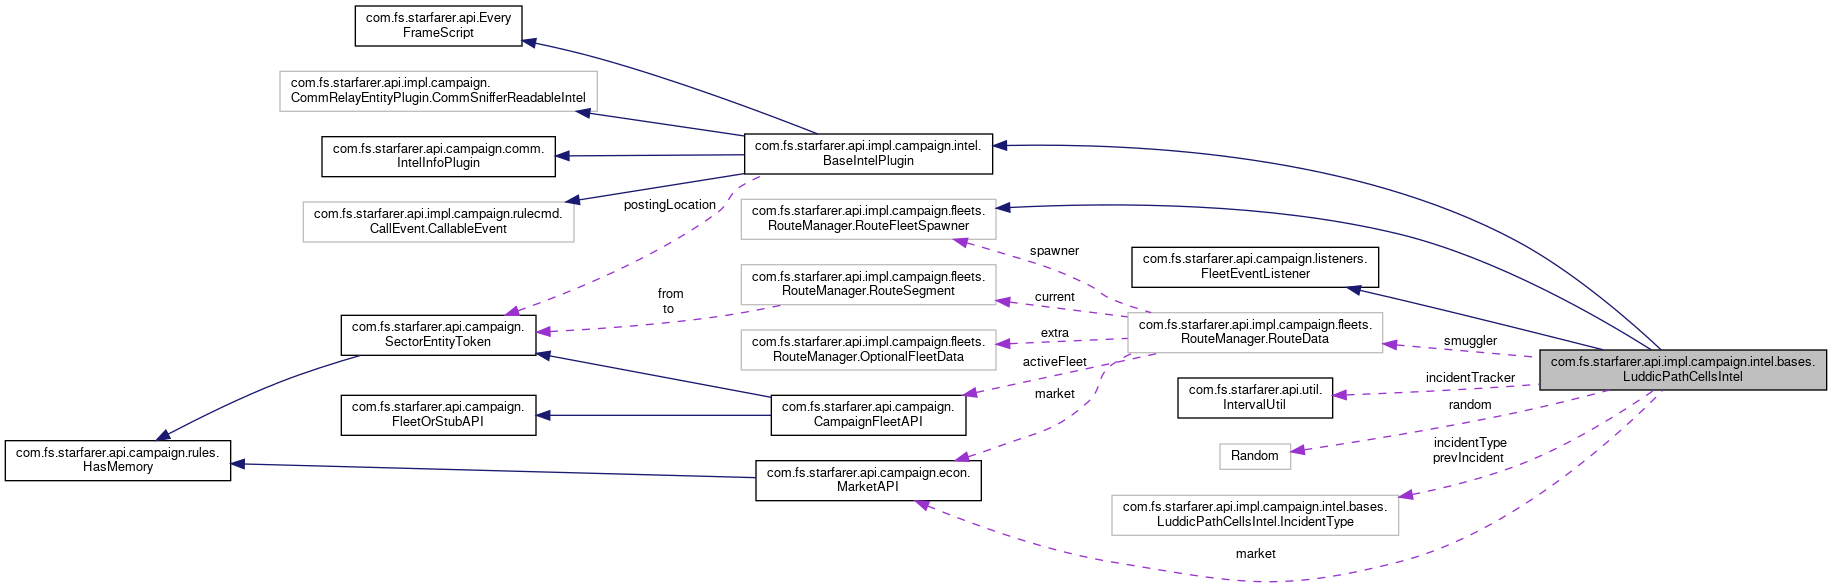 com.fs.starfarer.api.Every
FrameScript
com.fs.starfarer.api.impl.campaign.
CommRelayEntityPlugin.CommSnifferReadableIntel
com.fs.starfarer.api.campaign.comm.
IntelInfoPlugin
com.fs.starfarer.api.impl.campaign.intel.
BaseIntelPlugin
com.fs.starfarer.api.impl.campaign.rulecmd.
CallEvent.CallableEvent
postingLocation
com.fs.starfarer.api.impl.campaign.fleets.
RouteManager.RouteFleetSpawner
spawner
com.fs.starfarer.api.campaign.listeners.
FleetEventListener
com.fs.starfarer.api.impl.campaign.fleets.
RouteManager.RouteSegment
from
to
current
com.fs.starfarer.api.campaign.
SectorEntityToken
com.fs.starfarer.api.impl.campaign.fleets.
RouteManager.OptionalFleetData
extra
com.fs.starfarer.api.impl.campaign.fleets.
RouteManager.RouteData
smuggler
com.fs.starfarer.api.impl.campaign.intel.bases.
LuddicPathCellsIntel
activeFleet
market
incidentTracker
com.fs.starfarer.api.util.
IntervalUtil
random
com.fs.starfarer.api.campaign.
FleetOrStubAPI
com.fs.starfarer.api.campaign.
CampaignFleetAPI
com.fs.starfarer.api.campaign.rules.
HasMemory
com.fs.starfarer.api.campaign.econ.
MarketAPI
Random
incidentType
prevIncident
com.fs.starfarer.api.impl.campaign.intel.bases.
LuddicPathCellsIntel.IncidentType
market